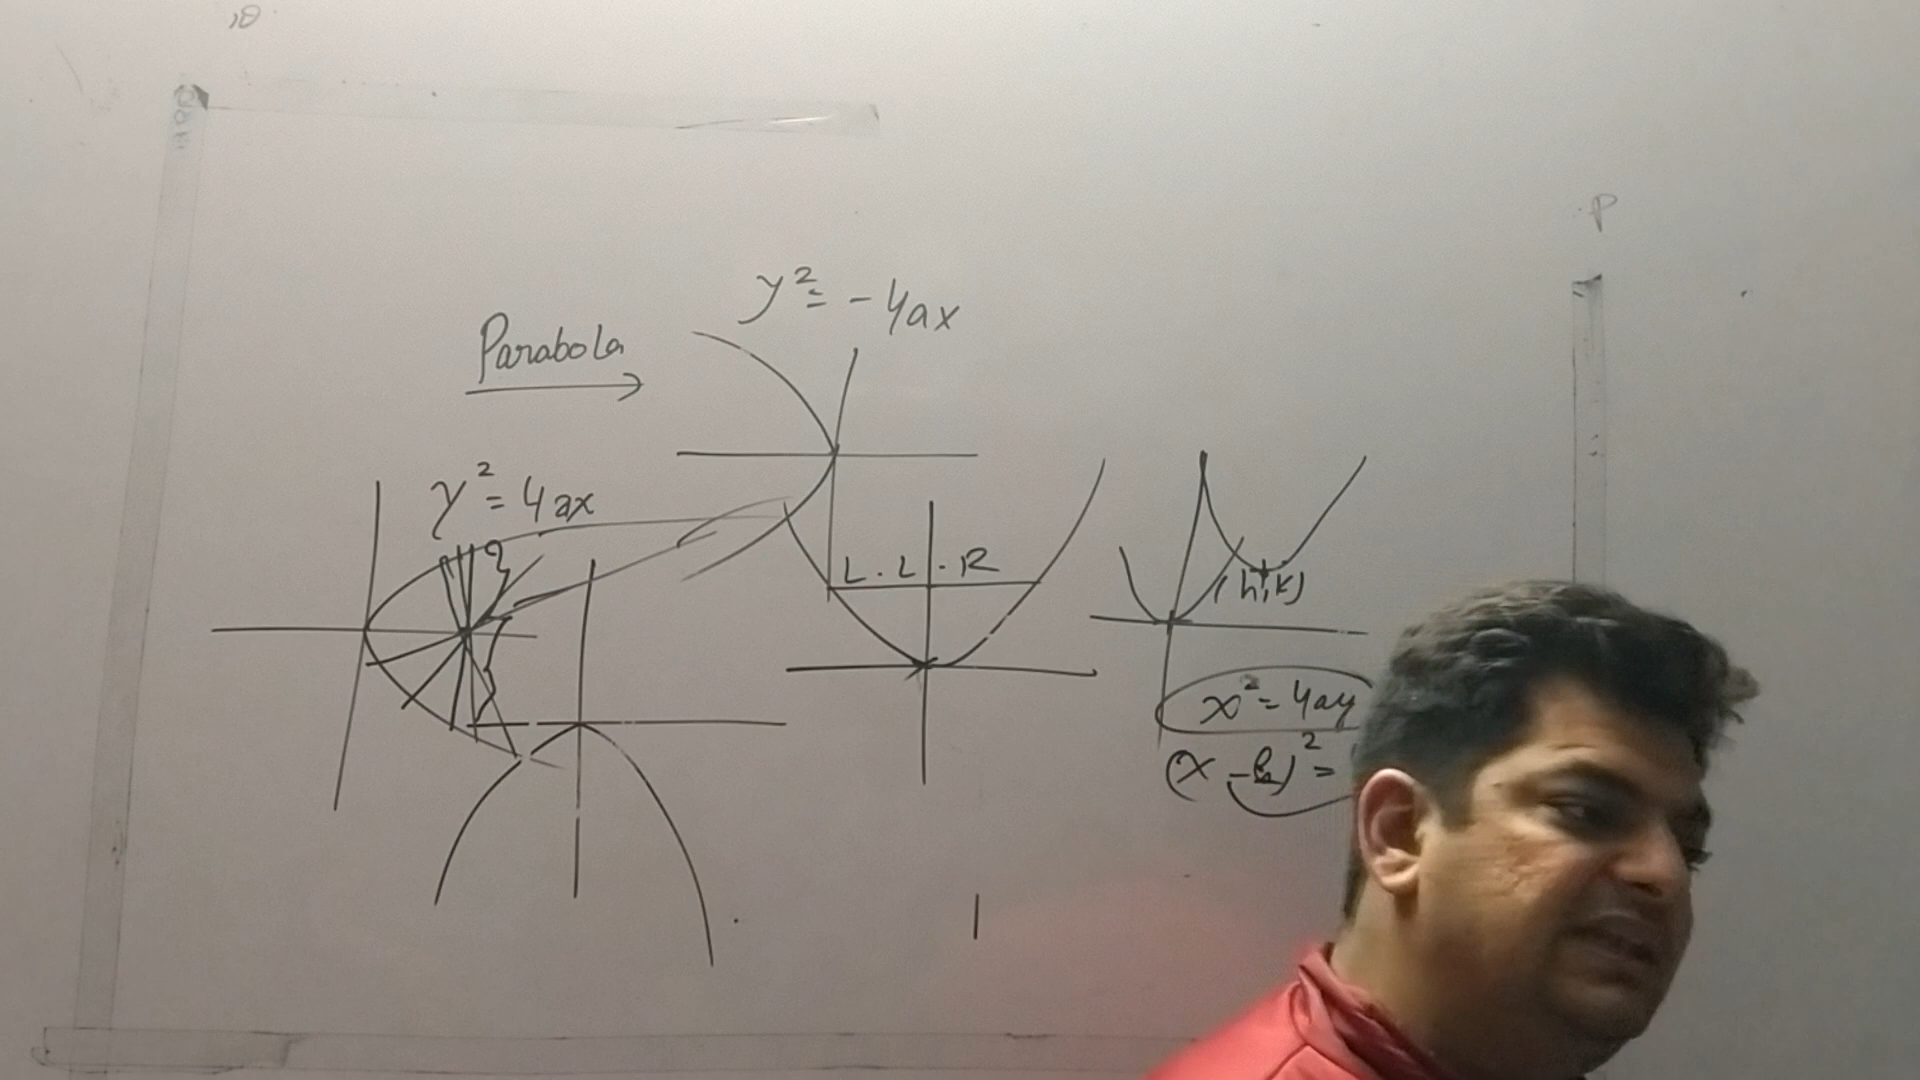 y² = -4ax
Parabola
y² = 4ax
L.L.R
(h,k)
x² = 4ay
(x-h)² =
P